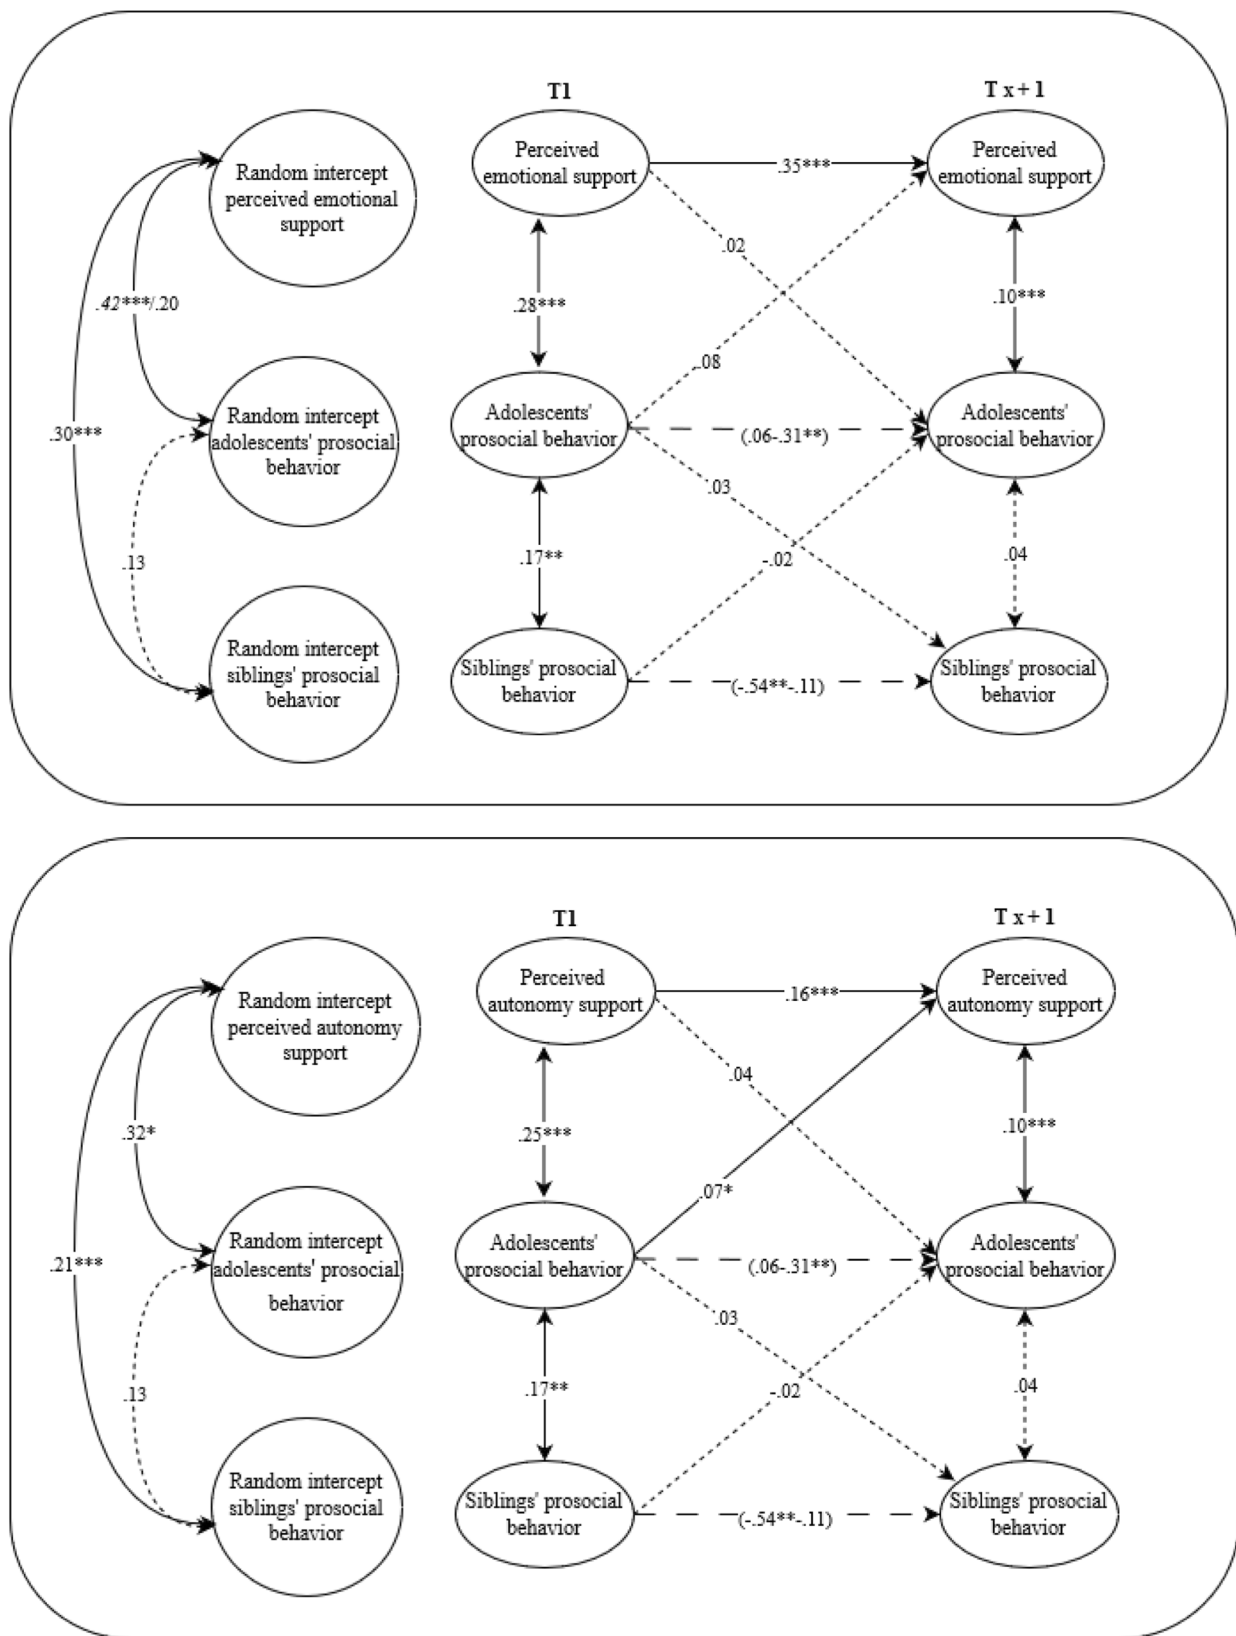 T1
T x + 1
Random intercept
perceived emotional
support
Perceived
emotional support
.35***
Perceived
emotional support
.02
.42***/.20
.28***
.10***
.08
Random intercept
adolescents' prosocial
behavior
.30***
Adolescents'
prosocial behavior
(.06-.31**)
Adolescents'
prosocial behavior
.03
.13
.17**
-.02
.04
Random intercept
siblings' prosocial
behavior
Siblings' prosocial
behavior
(-.54**-.11)
Siblings' prosocial
behavior
T1
T x + 1
Random intercept
perceived autonomy
support
Perceived
autonomy support
.16***
Perceived
autonomy support
.04
.32*
.25***
.10***
.07*
Random intercept
adolescents' prosocial
behavior
.21***
Adolescents'
prosocial behavior
(.06-.31**)
Adolescents'
prosocial behavior
.03
.13
.17**
-.02
.04
Random intercept
siblings' prosocial
behavior
Siblings' prosocial
behavior
(-.54**-.11)
Siblings' prosocial
behavior